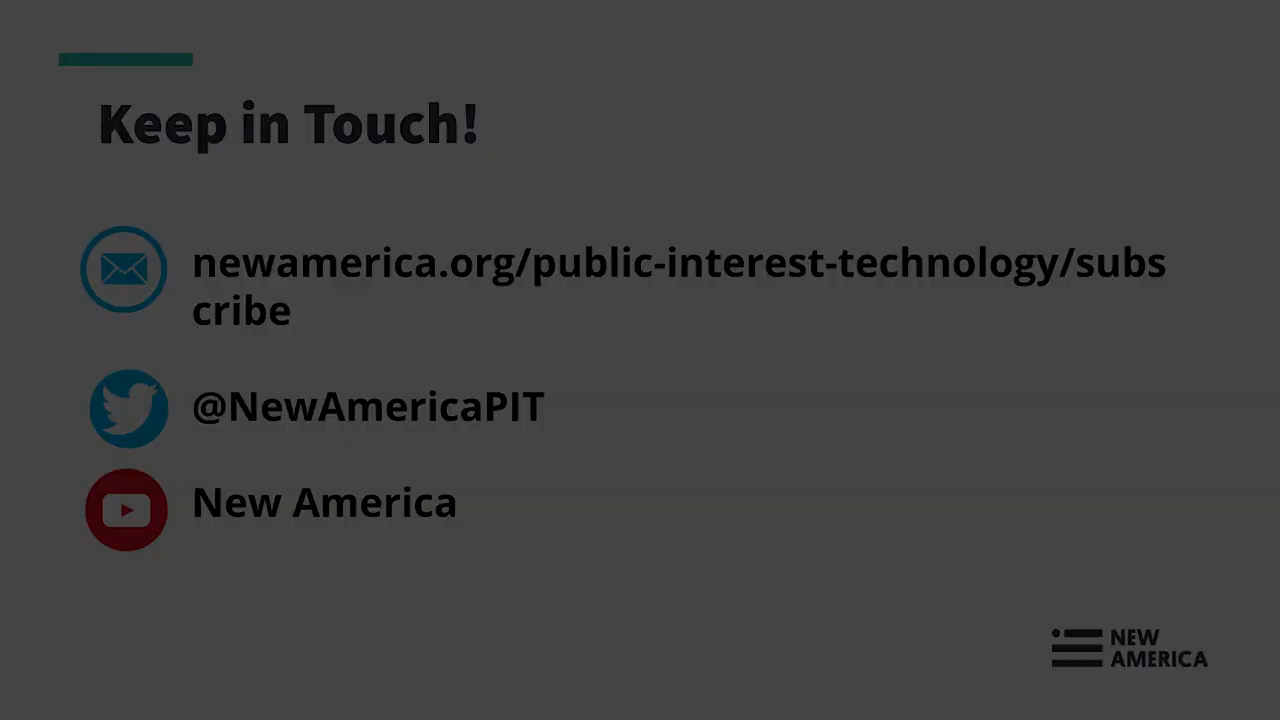 Keep in Touch!
newamerica.org/public-interest-technology/subs
cribe
@NewAmericaPIT
New America
NEW
AMERICA